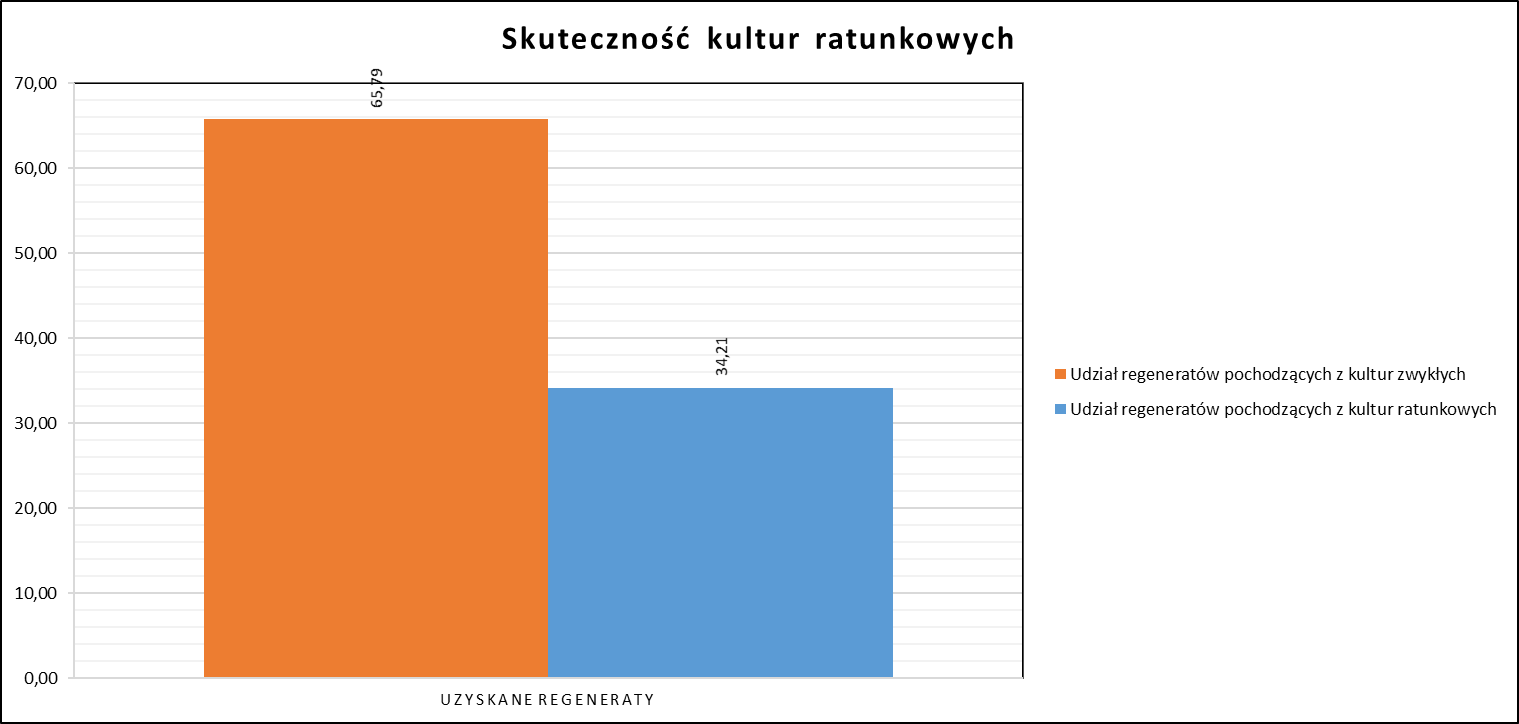 Skuteczność kultur ratunkowych
70,00
60,00
50,00
40,00
30,00
20,00
10,00
0,00
65,79
34,21
UZYSKANE REGENERATY
Udział regeneratów pochodzących z kultur zwykłych
Udział regeneratów pochodzących z kultur ratunkowych